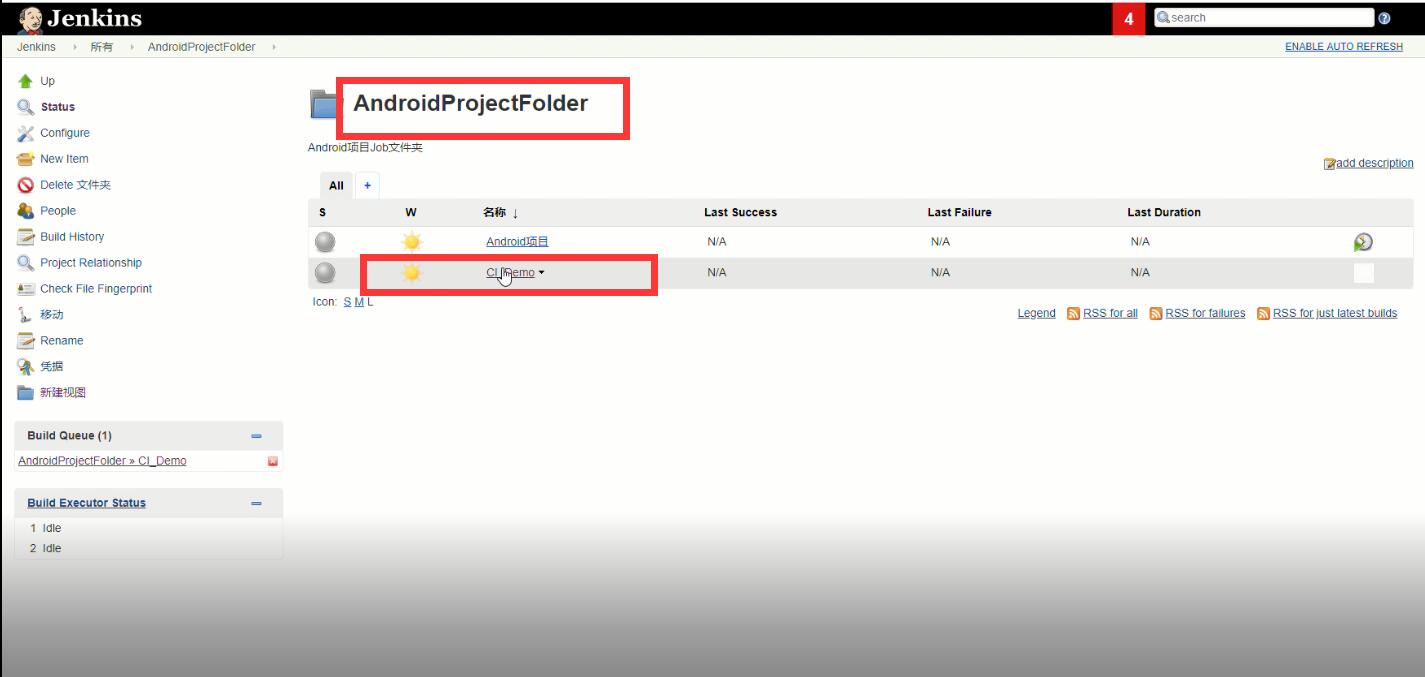 Jenkins
4
search
Jenkins 所有 AndroidProjectFolder
ENABLE AUTO REFRESH
Up
Status
Configure
New Item
Delete 文件夹
People
Build History
Project Relationship
Check File Fingerprint
移动
Rename
凭据
新建视图
Build Queue (1)
AndroidProjectFolder » CI_Demo
Build Executor Status
1 Idle
2 Idle
AndroidProjectFolder
Android项目Job文件夹
add description
All +
S W 名称 ↓ Last Success Last Failure Last Duration
Android项目 N/A N/A N/A
CI_Demo N/A N/A N/A
Icon: S M L
Legend RSS for all RSS for failures RSS for just latest builds